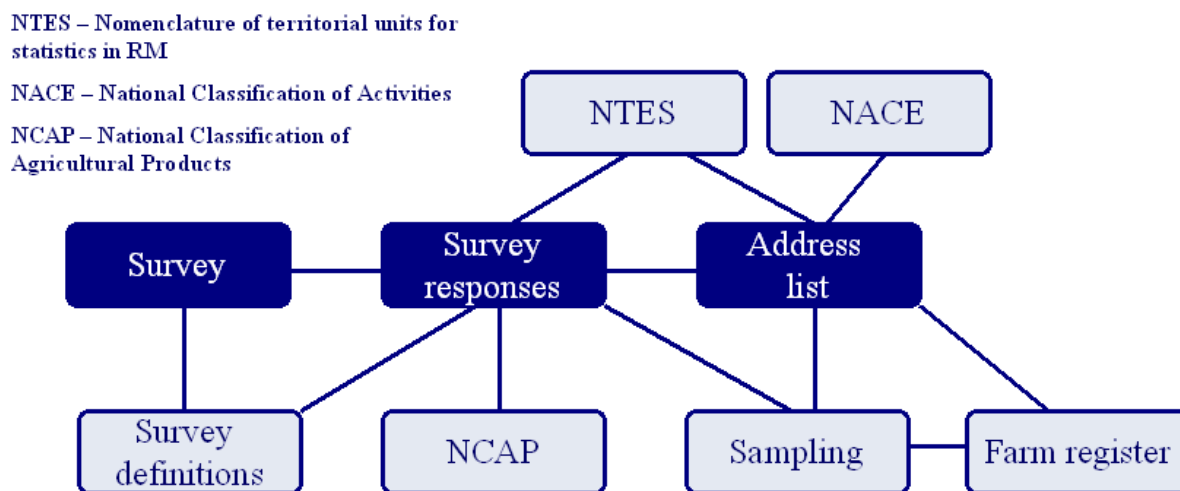 NTES – Nomenclature of territorial units for
statistics in RM
NACE – National Classification of Activities
NCAP – National Classification of
Agricultural Products
NTES
NACE
Survey
Survey
responses
Address
list
Survey
definitions
NCAP
Sampling
Farm register